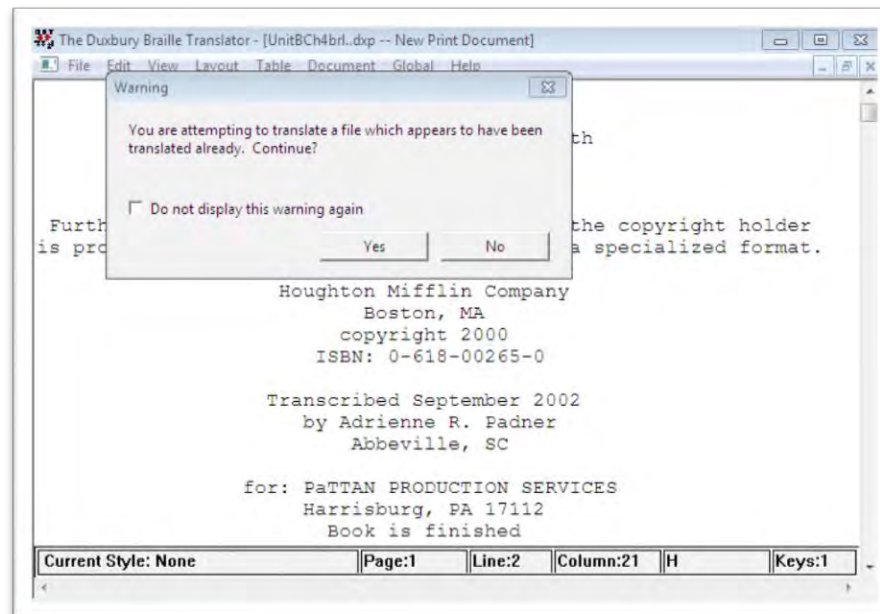 The Duxbury Braille Translator - [UnitBCh4brl..dxp -- New Print Document]
File Edit View Layout Table Document Global Help
Warning
You are attempting to translate a file which appears to have been
translated already. Continue?
th
Do not display this warning again
Furth the copyright holder
Yes No
is pro a specialized format.
Houghton Mifflin Company
Boston, MA
copyright 2000
ISBN: 0-618-00265-0
Transcribed September 2002
by Adrienne R. Padner
Abbeville, SC
for: PaTTAN PRODUCTION SERVICES
Harrisburg, PA 17112
Book is finished
Current Style: None Page:1 Line:2 Column:21 H Keys:1